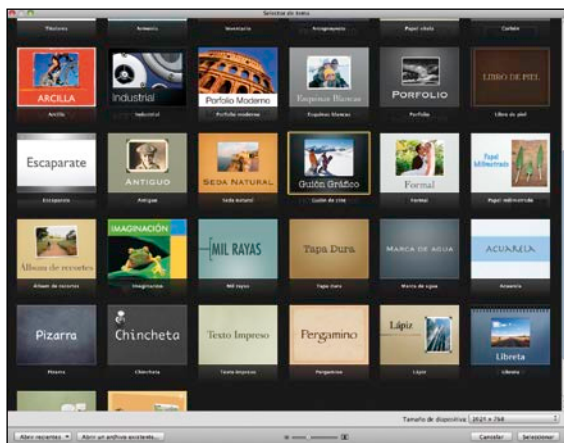 Selector de tema
Titulares
Armonía
Inventario
Anteproyecto
Papel vitela
Carbón
ARCILLA
Industrial
Porfolio Moderno
Esquinas Blancas
PORFOLIO
LIBRO DE PIEL
Arcilla
Industrial
Porfolio moderno
Esquinas blancas
Porfolio
Libro de piel
Escaparate
ANTIGUO
SEDA NATURAL
Guión Gráfico
Formal
Papel Milimetrado
Escaparate
Antiguo
Seda natural
Guión de cine
Formal
Papel milimetrado
Álbum de recortes
IMAGINACIÓN
MIL RAYAS
Tapa Dura
MARCA DE AGUA
ACUARELA
Álbum de recortes
Imaginación
Mil rayas
Tapa dura
Marca de agua
Acuarela
Pizarra
Chincheta
Texto Impreso
Pergamino
Lápiz
Libreta
Pizarra
Chincheta
Texto impreso
Pergamino
Lápiz
Libreta
Tamaño de diapositiva: 1024 x 768
Abrir recientes
Abrir un archivo existente...
Cancelar
Seleccionar